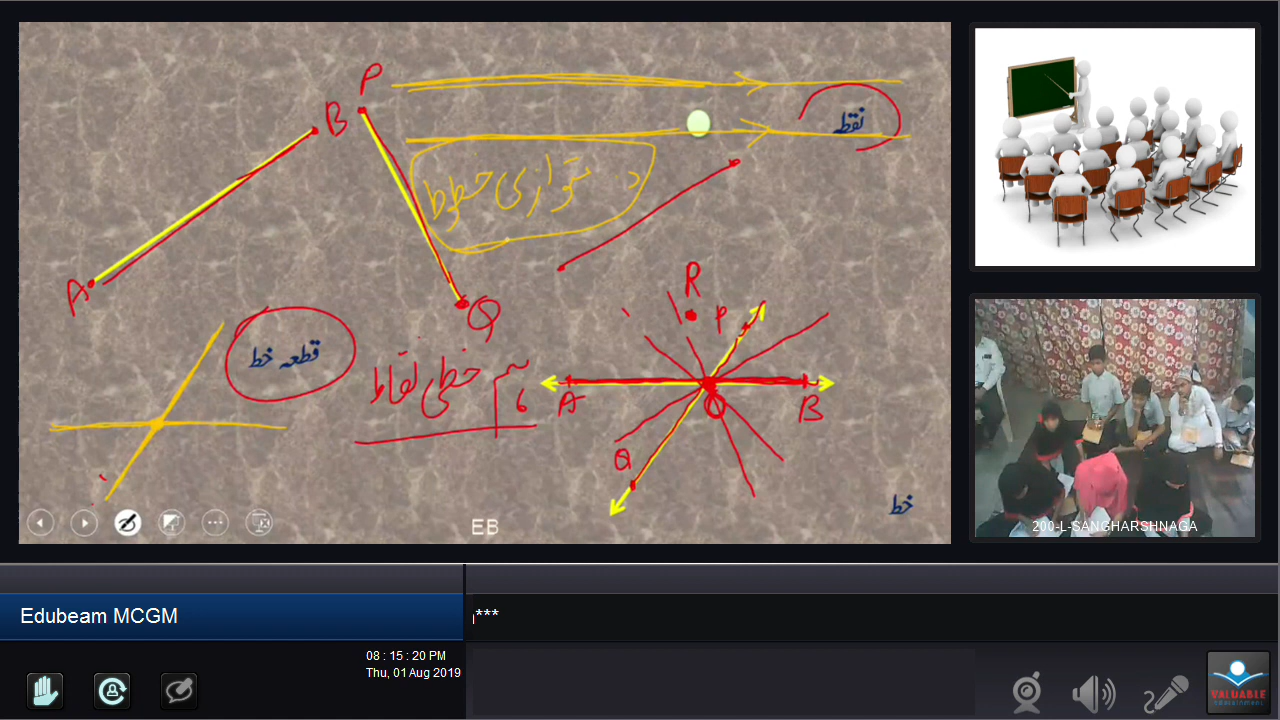 P
B
نقطہ
متوازی خطوط
A
Q
R
P
قطعہ خط
ہم خطی نقاط
A
O
B
Q
خط
EB
200-L-SANGHARSHNAGA
Edubeam MCGM
***
08 : 15 : 20 PM
Thu, 01 Aug 2019
VALUABLE